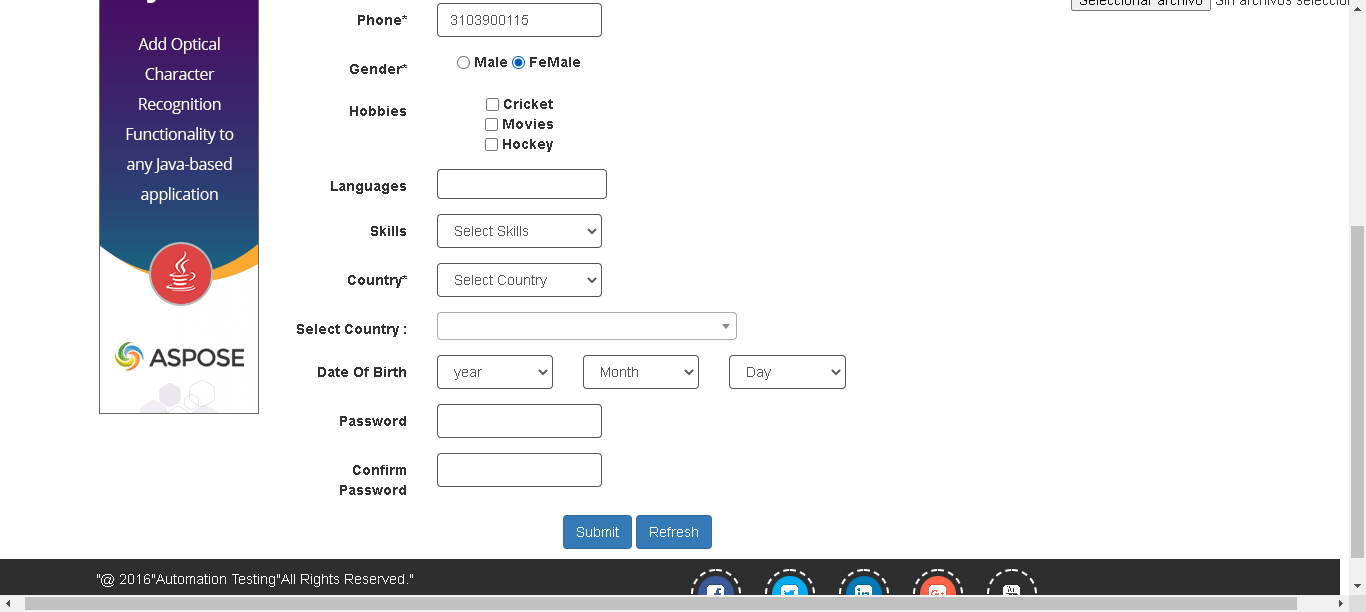 Seleccionar archivo Sin archivos seleccio
Phone* 3103900115
Add Optical
Character
Recognition
Functionality to
any Java-based
application
ASPOSE
Gender* Male FeMale
Hobbies Cricket
Movies
Hockey
Languages
Skills Select Skills
Country* Select Country
Select Country :
Date Of Birth year Month Day
Password
Confirm
Password
Submit Refresh
"@ 2016"Automation Testing"All Rights Reserved."